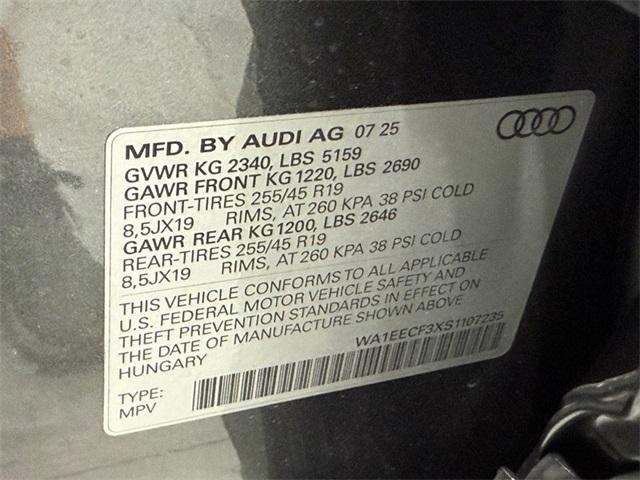 MFD. BY AUDI AG 07 25
GVWR KG 2340, LBS 5159
GAWR FRONT KG 1220, LBS 2690
FRONT-TIRES 255/45 R19
8,5JX19 RIMS, AT 260 KPA 38 PSI COLD
GAWR REAR KG 1200, LBS 2646
REAR-TIRES 255/45 R19
8,5JX19 RIMS, AT 260 KPA 38 PSI COLD
THIS VEHICLE CONFORMS TO ALL APPLICABLE
U.S. FEDERAL MOTOR VEHICLE SAFETY AND
THEFT PREVENTION STANDARDS IN EFFECT ON
THE DATE OF MANUFACTURE SHOWN ABOVE
HUNGARY WA1EECF3XS1107235
TYPE:
MPV